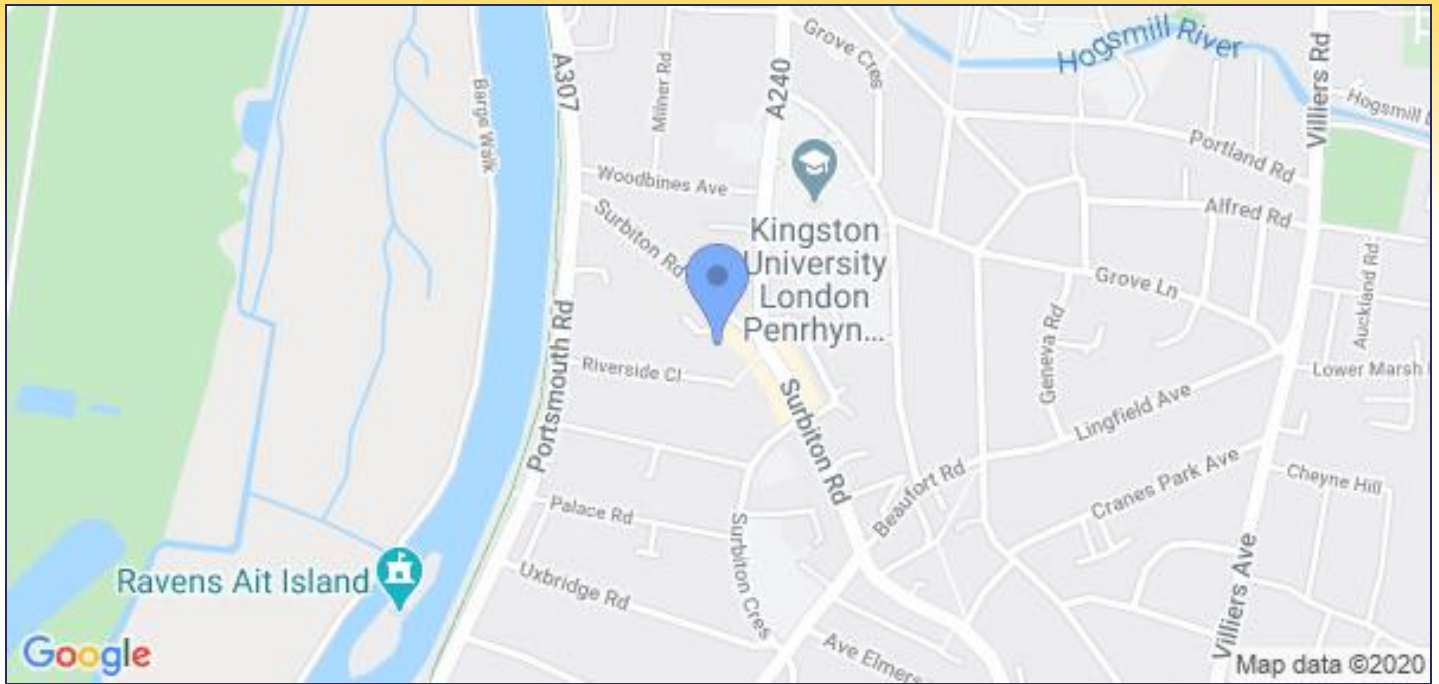 Grove Cres
Hogsmill River
Villiers Rd
A307
Milner Rd
A240
Barge Walk
Hogsmill
Portland Rd
Woodbines Ave
Alfred Rd
Surbiton Rd
Kingston
University
London
Penrhyn...
Grove Ln
Auckland Rd
Geneva Rd
Portsmouth Rd
Riverside Cl
Lower Marsh
Surbiton Rd
Lingfield Ave
Beaufort Rd
Cranes Park Ave
Cheyne Hill
Palace Rd
Surbiton Cres
Ravens Ait Island
Uxbridge Rd
Villiers Ave
Ave Elmers
Google
Map data ©2020